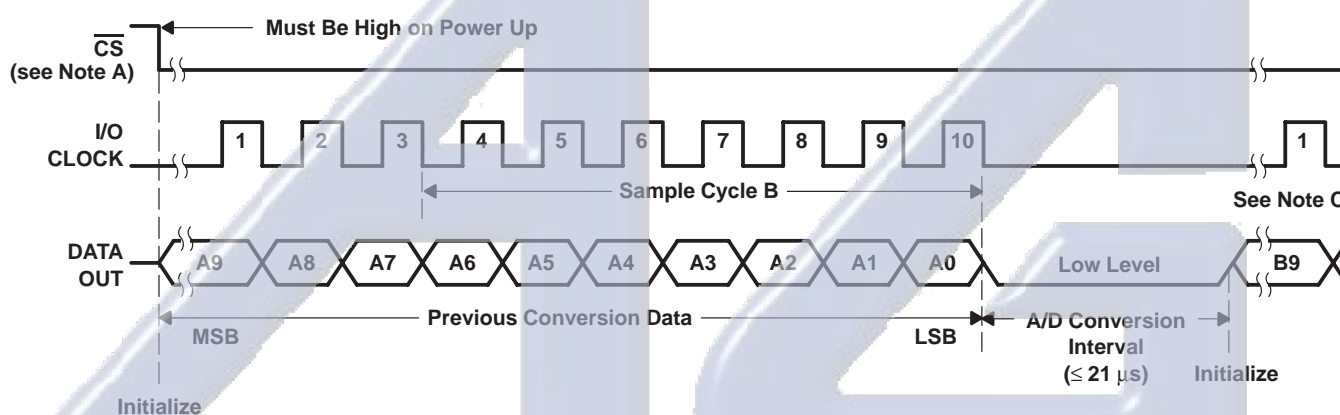 Must Be High on Power Up
CS
(see Note A)
I/O
CLOCK
1 2 3 4 5 6 7 8 9 10 1
Sample Cycle B
See Note C
DATA
OUT
A9 A8 A7 A6 A5 A4 A3 A2 A1 A0 Low Level B9
Previous Conversion Data
MSB LSB
A/D Conversion
Interval
(≤ 21 μs)
Initialize
Initialize